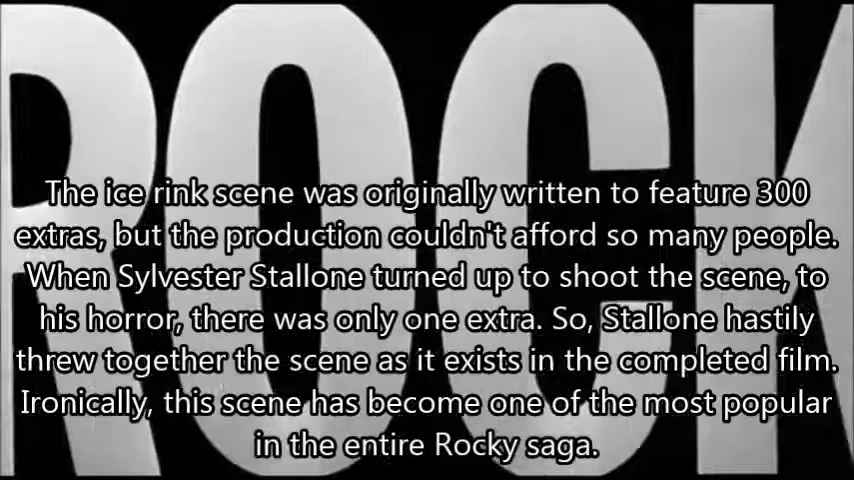 ROCK
The ice rink scene was originally written to feature 300
extras, but the production couldn't afford so many people.
When Sylvester Stallone turned up to shoot the scene, to
his horror, there was only one extra. So, Stallone hastily
threw together the scene as it exists in the completed film.
Ironically, this scene has become one of the most popular
in the entire Rocky saga.